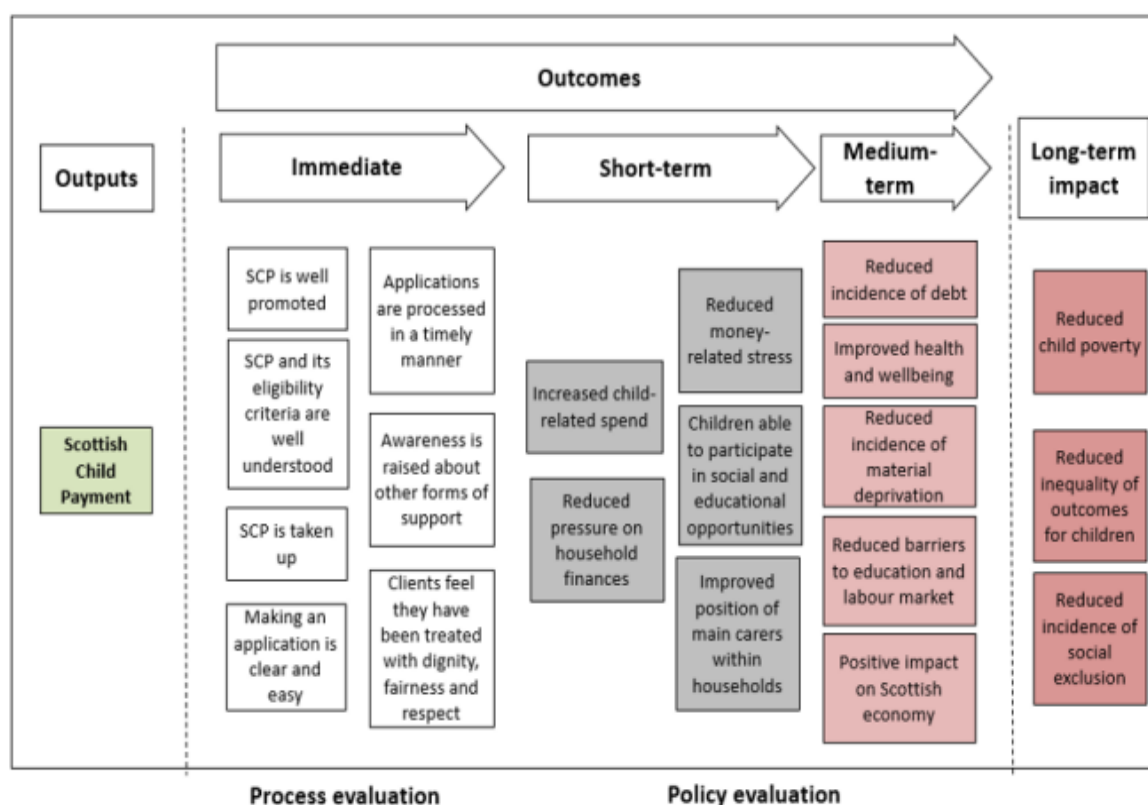 Outcomes
Outputs
Immediate
Short-term
Medium-
term
Long-term
impact
Scottish
Child
Payment
SCP is well
promoted
SCP and its
eligibility
criteria are
well
understood
SCP is taken
up
Making an
application is
clear and
easy
Applications
are processed
in a timely
manner
Awareness is
raised about
other forms of
support
Clients feel
they have
been treated
with dignity,
fairness and
respect
Increased child-
related spend
Reduced
pressure on
household
finances
Reduced
money-
related stress
Children able
to participate
in social and
educational
opportunities
Improved
position of
main carers
within
households
Reduced
incidence of debt
Improved health
and wellbeing
Reduced
incidence of
material
deprivation
Reduced barriers
to education and
labour market
Positive impact
on Scottish
economy
Reduced
child poverty
Reduced
inequality of
outcomes
for children
Reduced
incidence of
social
exclusion
Process evaluation
Policy evaluation